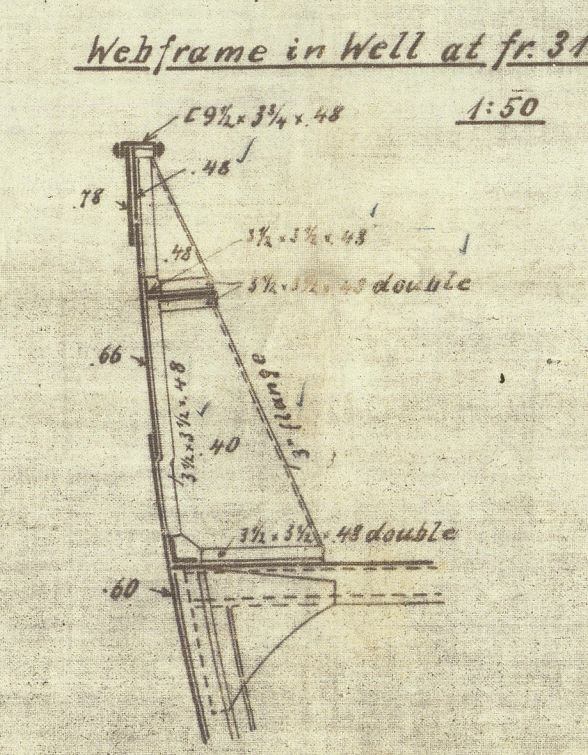 Webframe in Well at fr. 31
1:50
[9½ × 3¾ × .48
.48
.78
.48
3½ × 3½ × .48
3½ × 3½ × .48 double
.66
3½ × 3½ × .48
.40
3" flange
3½ × 3½ × .48 double
.60